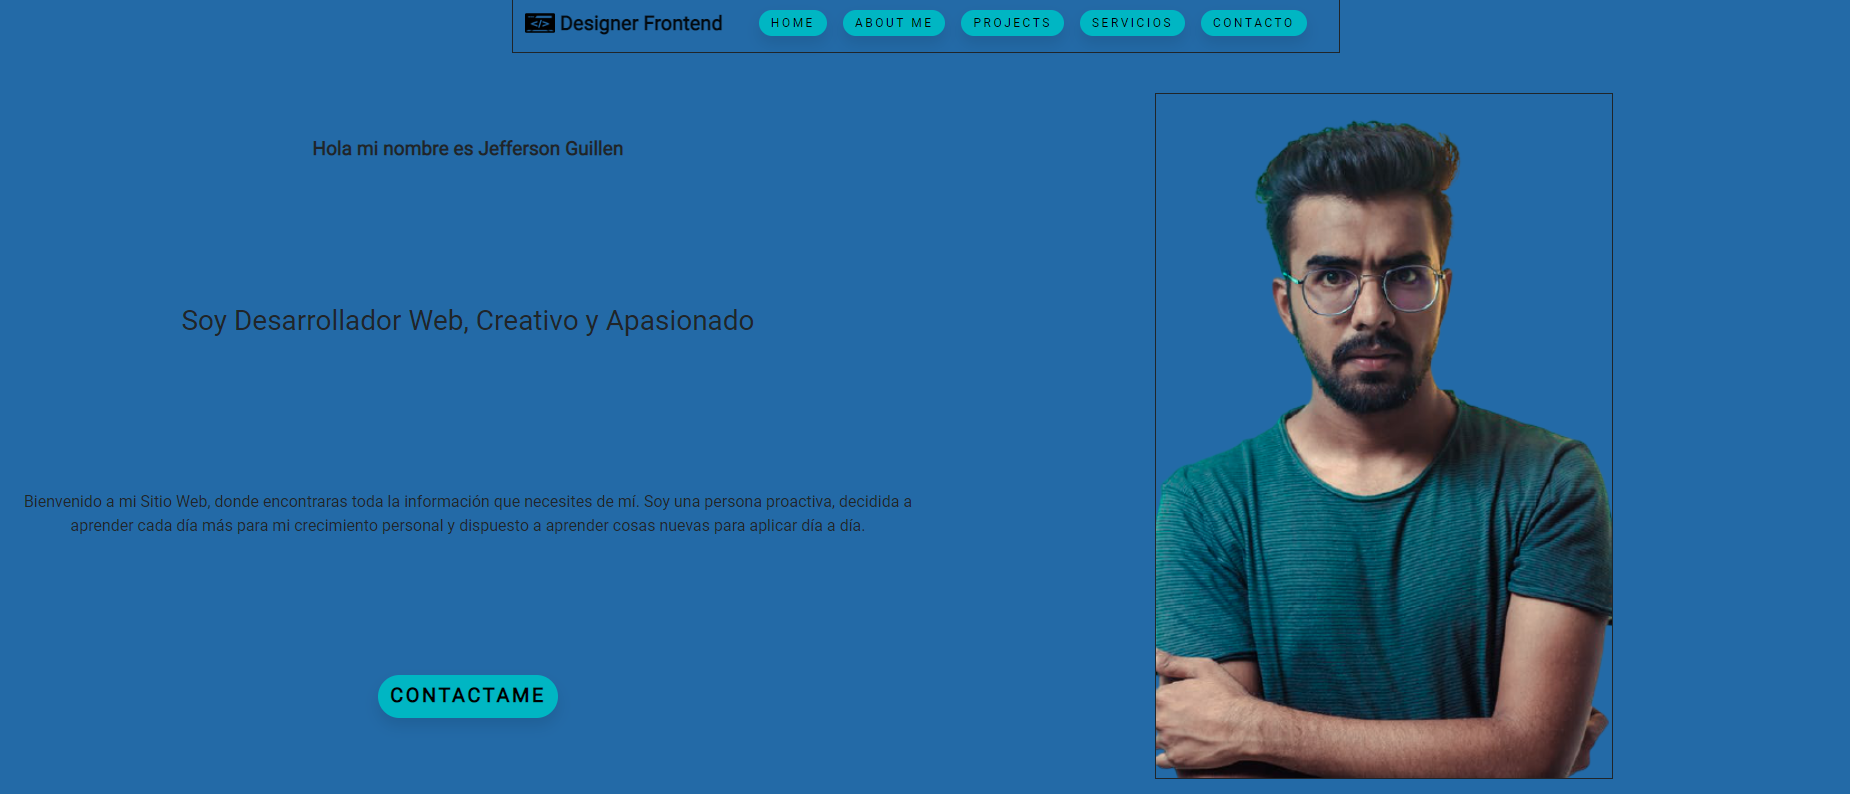 </> Designer Frontend HOME ABOUT ME PROJECTS SERVICIOS CONTACTO
Hola mi nombre es Jefferson Guillen
Soy Desarrollador Web, Creativo y Apasionado
Bienvenido a mi Sitio Web, donde encontraras toda la información que necesites de mí. Soy una persona proactiva, decidida a
aprender cada día más para mi crecimiento personal y dispuesto a aprender cosas nuevas para aplicar día a día.
CONTACTAME